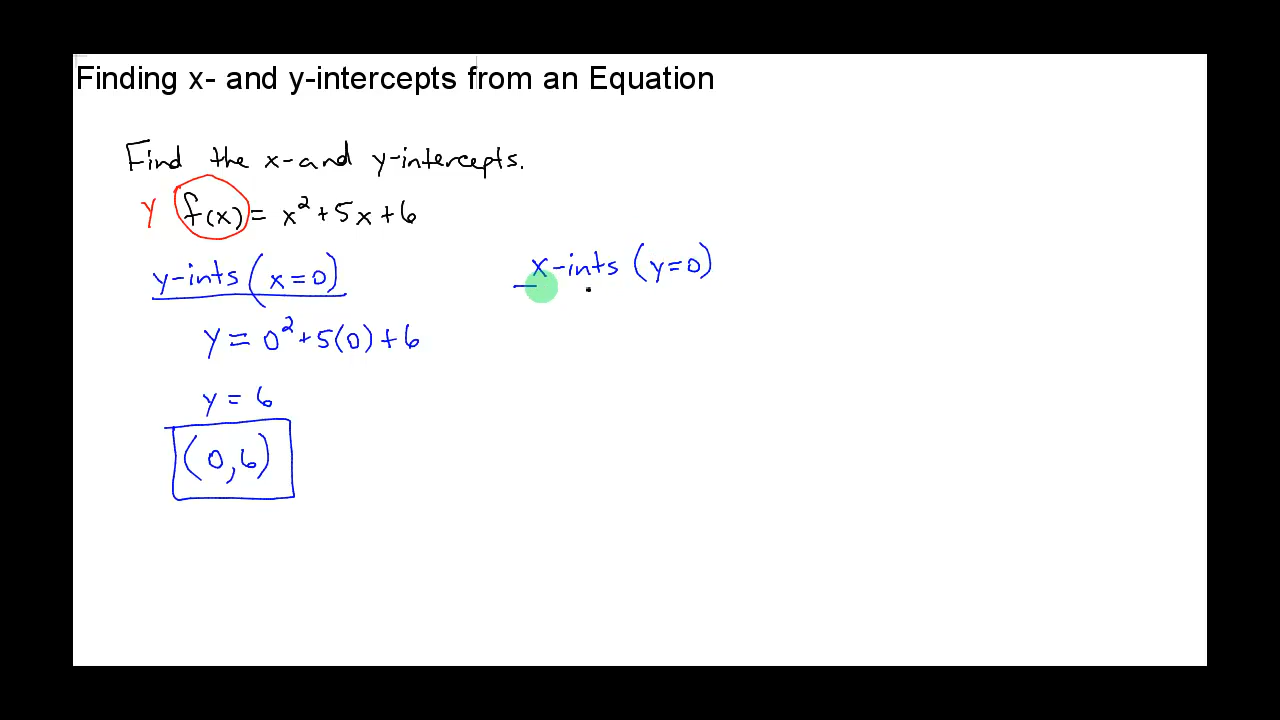 Finding x- and y-intercepts from an Equation
Find the x- and y-intercepts.
y f(x) = x² + 5x + 6
y-ints (x = 0)
y = 0² + 5(0) + 6
y = 6
(0, 6)
x-ints (y = 0)